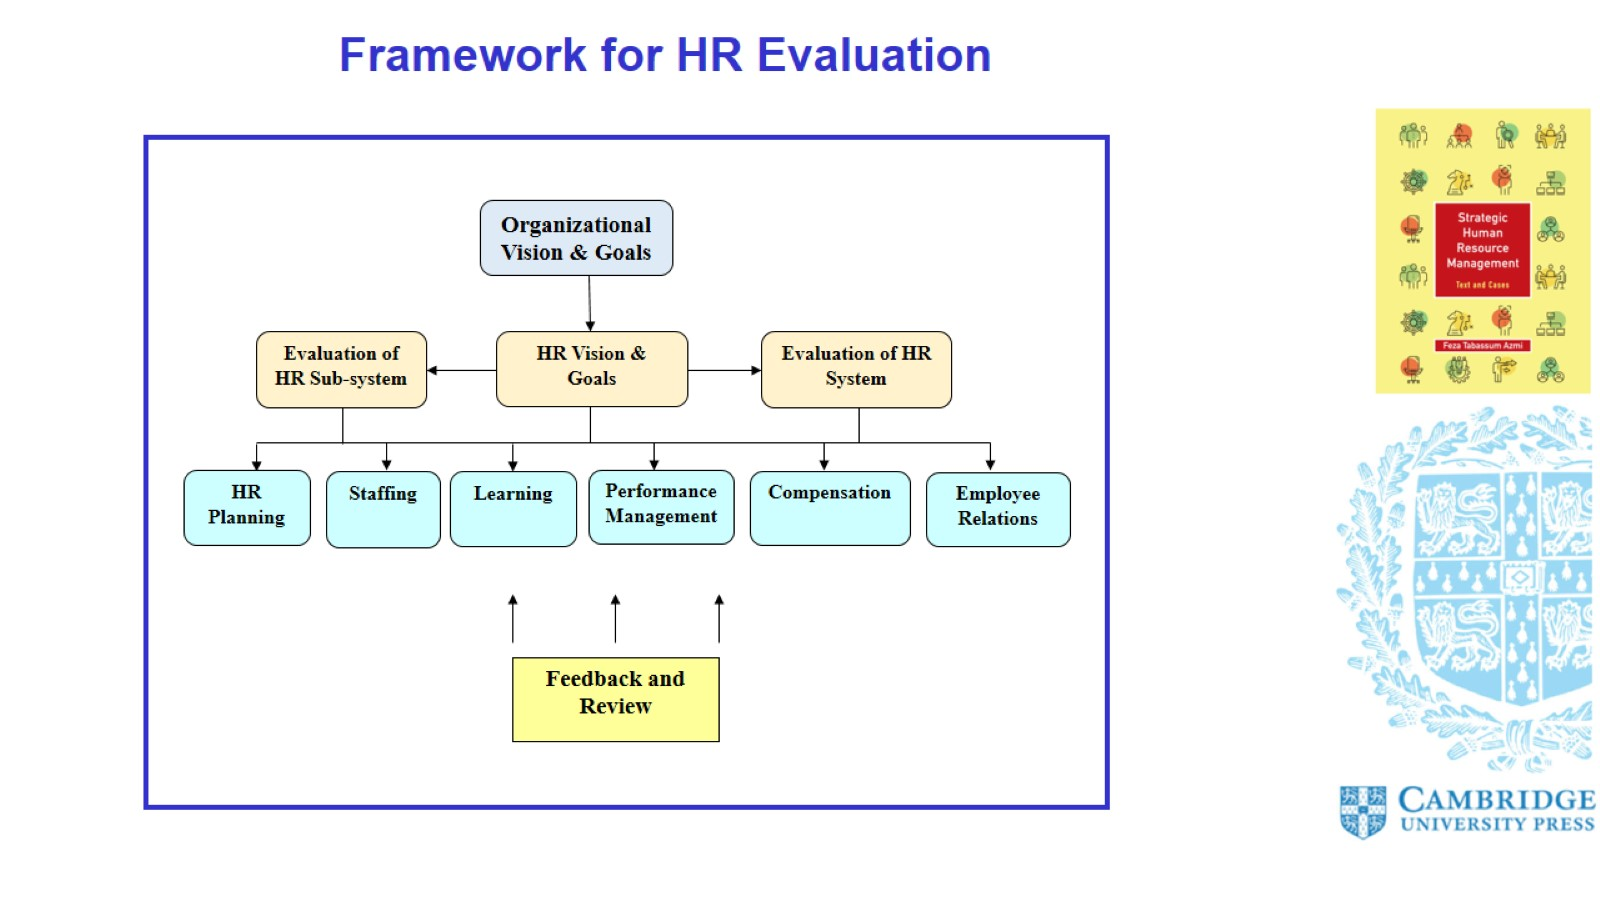 Framework for HR Evaluation
Organizational
Vision & Goals
Evaluation of
HR Sub-system
HR Vision &
Goals
Evaluation of HR
System
HR
Planning
Staffing
Learning
Performance
Management
Compensation
Employee
Relations
Feedback and
Review
Strategic
Human
Resource
Management
Text and Cases
Feza Tabassum Azmi
CAMBRIDGE
UNIVERSITY PRESS